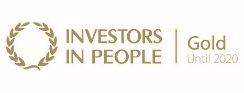 INVESTORS
IN PEOPLE
Gold
Until 2020